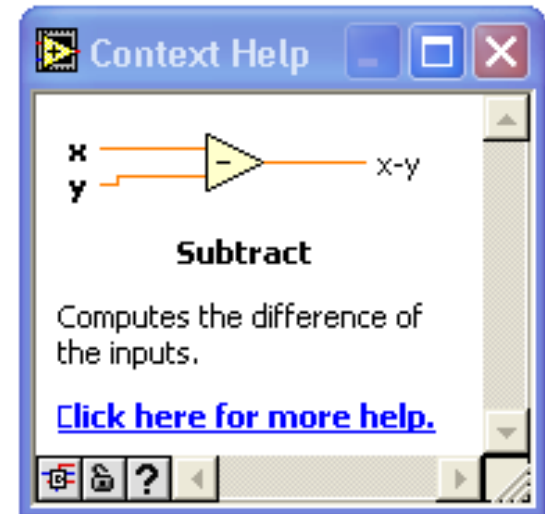 Context Help
x
y
x-y
Subtract
Computes the difference of
the inputs.
Click here for more help.
?